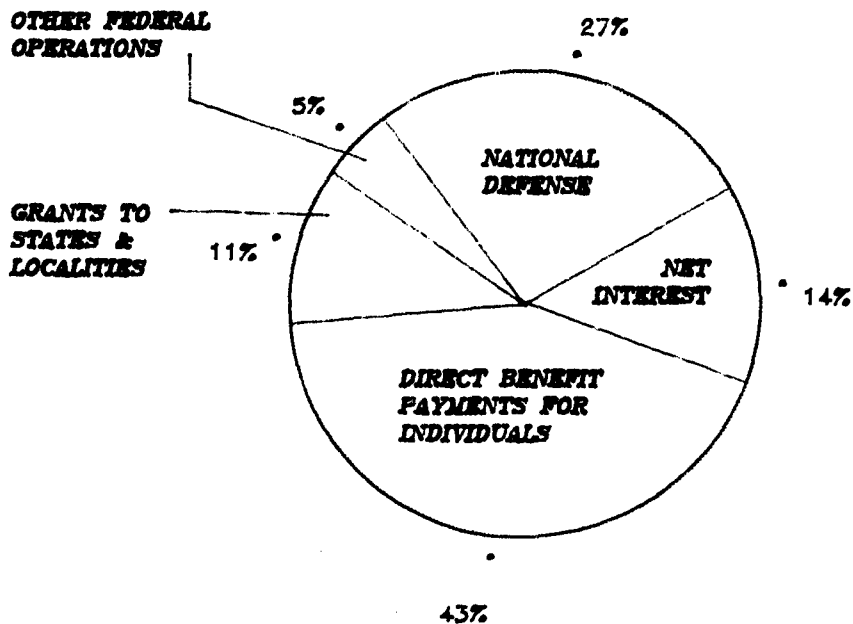 OTHER FEDERAL
OPERATIONS
27%
5%
NATIONAL
DEFENSE
GRANTS TO
STATES &
LOCALITIES
11%
NET
INTEREST
14%
DIRECT BENEFIT
PAYMENTS FOR
INDIVIDUALS
43%